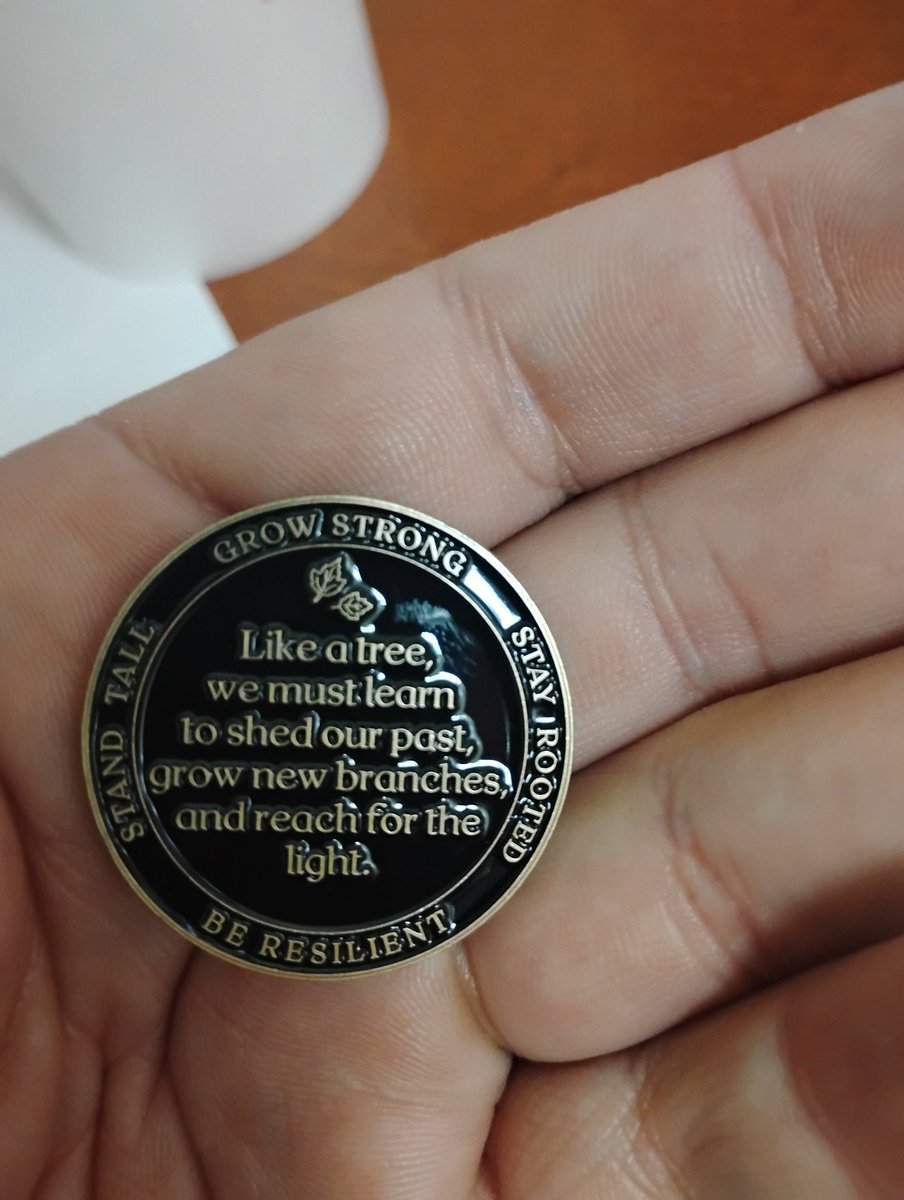 GROW STRONG
STAY ROOTED
BE RESILIENT
STAND TALL
Like a tree,
we must learn
to shed our past,
grow new branches,
and reach for the
light.